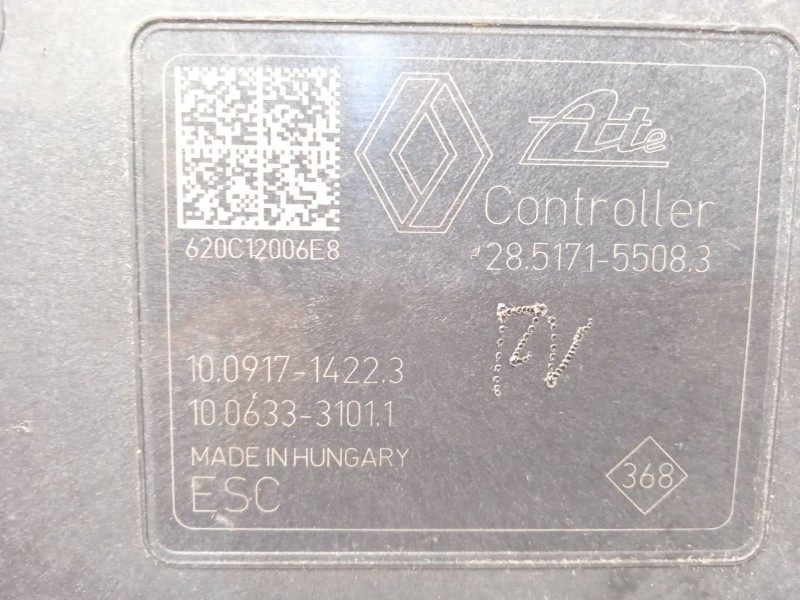 Ate
Controller
620C12006E8
28.5171-5508.3
10.0917-1422.3
10.0633-3101.1
MADE IN HUNGARY
ESC
368